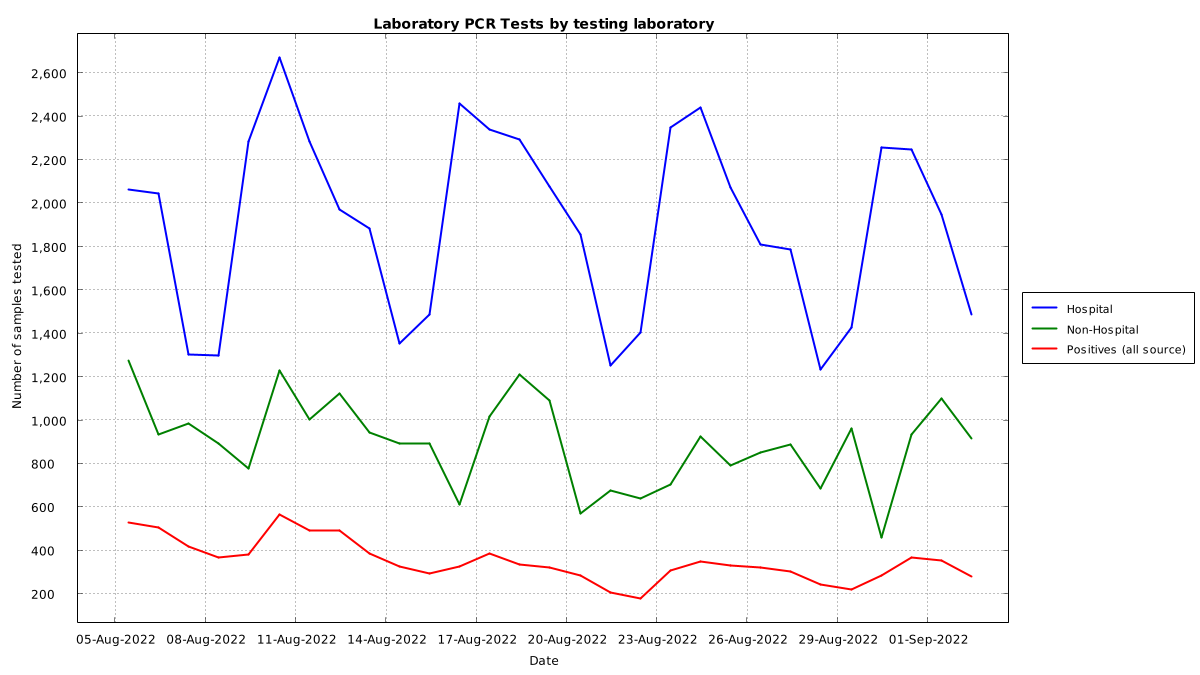 Laboratory PCR Tests by testing laboratory
Number of samples tested
2,600
2,400
2,200
2,000
1,800
1,600
1,400
1,200
1,000
800
600
400
200
05-Aug-2022 08-Aug-2022 11-Aug-2022 14-Aug-2022 17-Aug-2022 20-Aug-2022 23-Aug-2022 26-Aug-2022 29-Aug-2022 01-Sep-2022
Date
Hospital
Non-Hospital
Positives (all source)